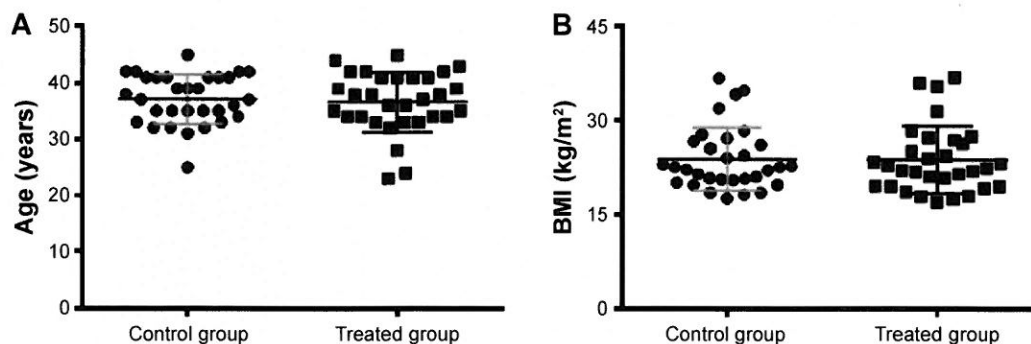 A
Age (years)
50
40
30
20
10
0
Control group
Treated group
B
BMI (kg/m²)
45
30
15
0
Control group
Treated group